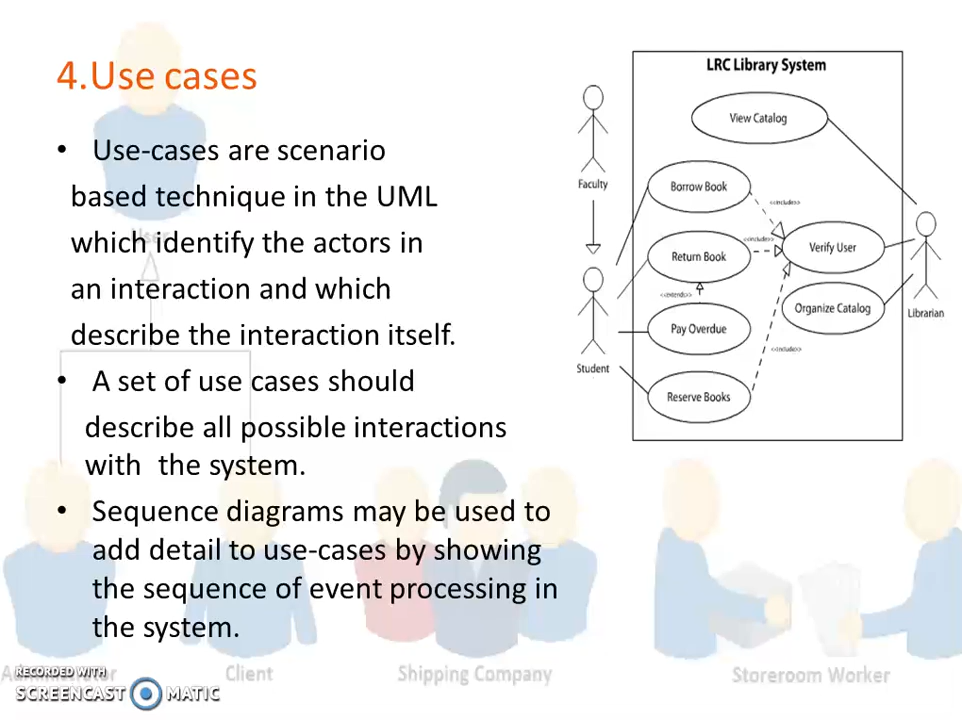 4.Use cases
• Use-cases are scenario
based technique in the UML
which identify the actors in
an interaction and which
describe the interaction itself.
• A set of use cases should
describe all possible interactions
with the system.
• Sequence diagrams may be used to
add detail to use-cases by showing
the sequence of event processing in
the system.
LRC Library System
View Catalog
Faculty
Borrow Book
<<include>>
Return Book
<<include>>
Verify User
<<extends>>
Pay Overdue
Organize Catalog
Librarian
Student
<<include>>
Reserve Books
User
Administrator
Client
Shipping Company
Storeroom Worker
RECORDED WITH
SCREENCAST MATIC